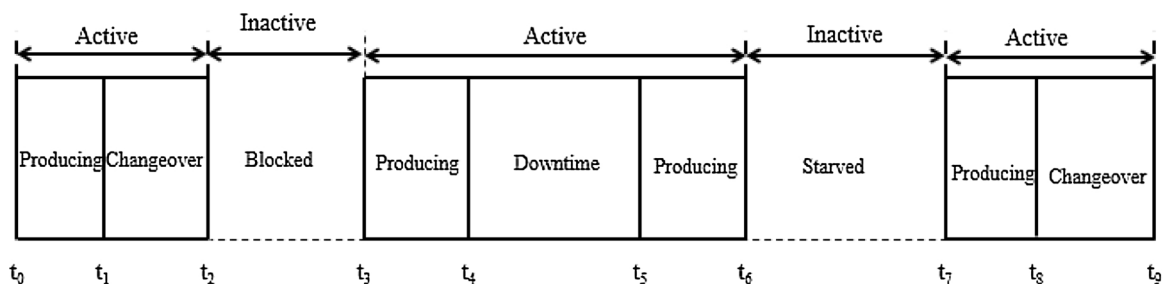 Active Inactive Active Inactive Active
Producing Changeover Blocked Producing Downtime Producing Starved Producing Changeover
t0 t1 t2 t3 t4 t5 t6 t7 t8 t9